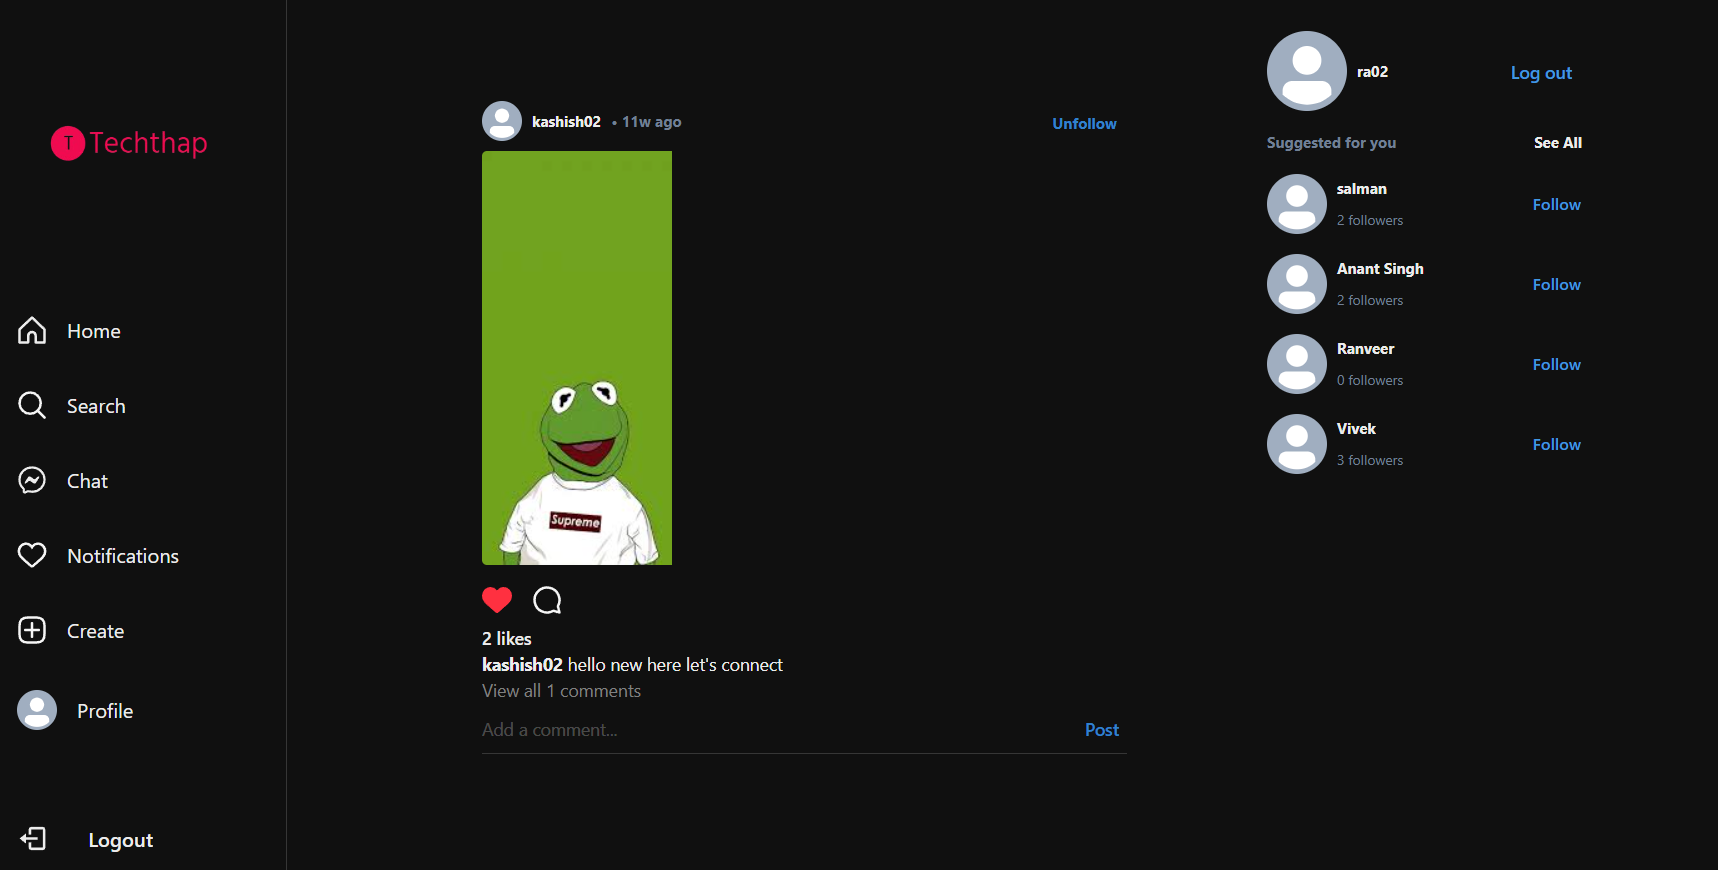 T Techthap
Home
Search
Chat
Notifications
Create
Profile
Logout
kashish02 • 11w ago
Unfollow
Supreme
2 likes
kashish02 hello new here let's connect
View all 1 comments
Add a comment...
Post
ra02
Log out
Suggested for you
See All
salman
2 followers
Follow
Anant Singh
2 followers
Follow
Ranveer
0 followers
Follow
Vivek
3 followers
Follow